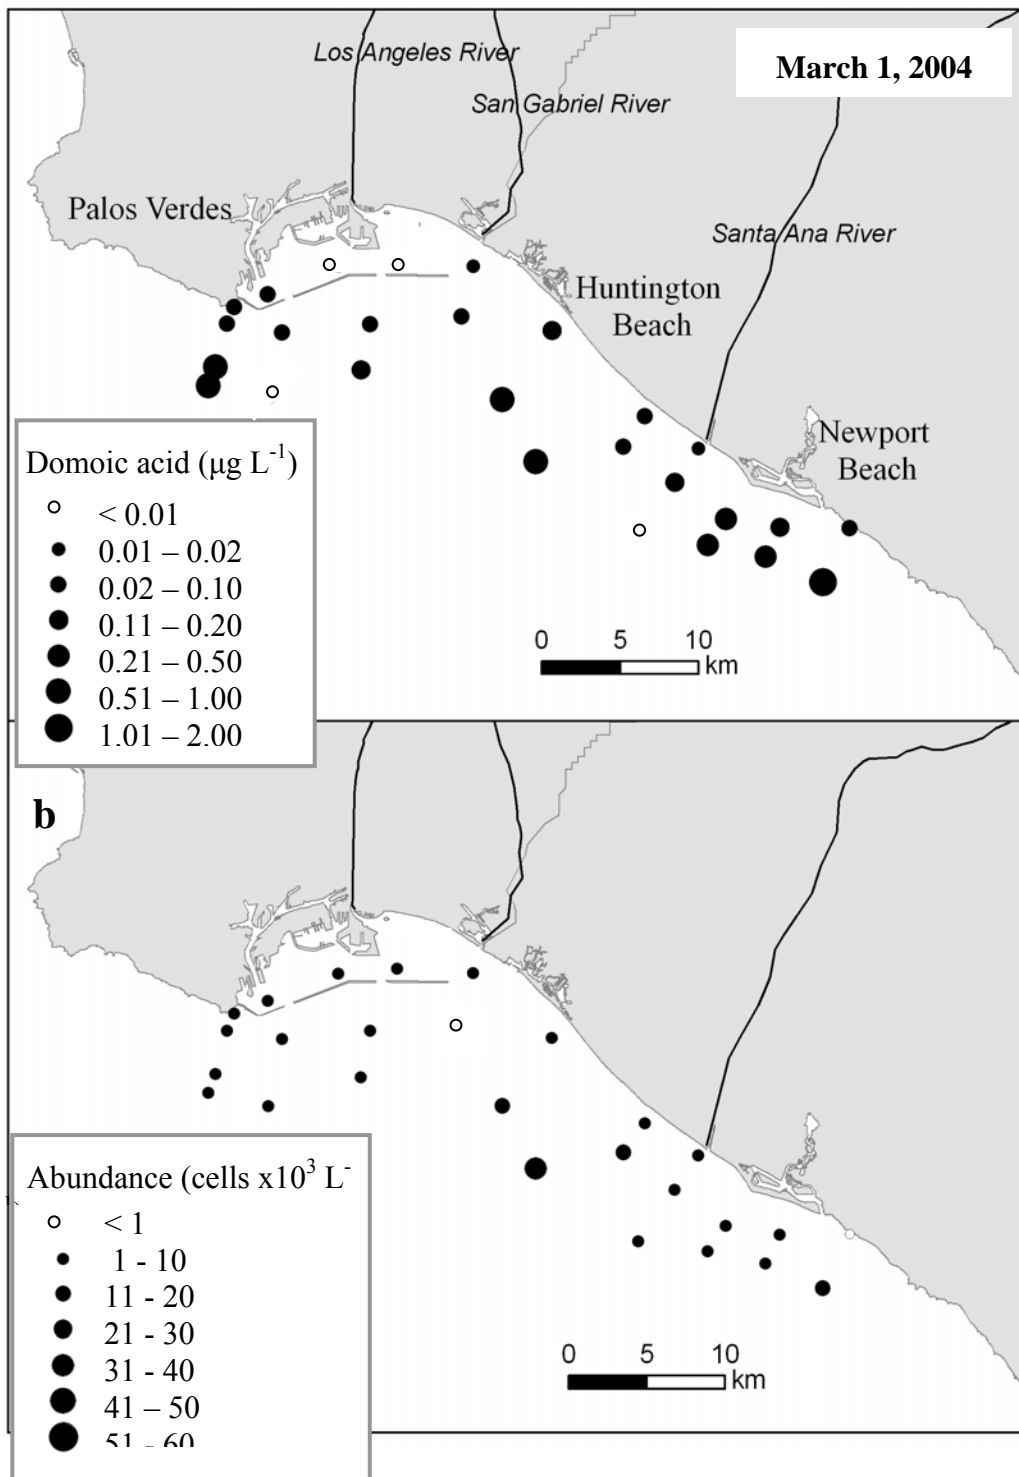 Los Angeles River
March 1, 2004
San Gabriel River
Palos Verdes
Santa Ana River
Huntington
Beach
Newport
Beach
Domoic acid (μg L-1)
< 0.01
0.01 – 0.02
0.02 – 0.10
0.11 – 0.20
0.21 – 0.50
0.51 – 1.00
1.01 – 2.00
0 5 10
km
b
Abundance (cells x10³ L-
< 1
1 - 10
11 - 20
21 - 30
31 - 40
41 – 50
51 - 60
0 5 10
km